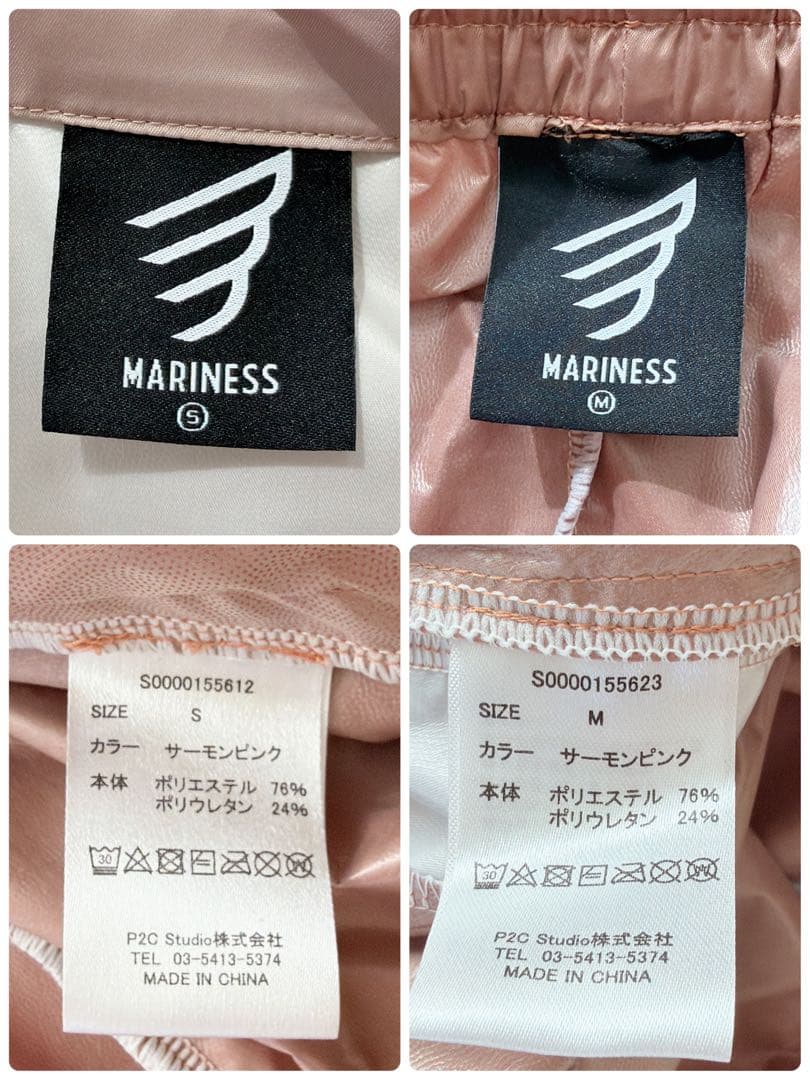 MARINESS
S
MARINESS
M
S0000155612
SIZE S
カラー サーモンピンク
本体 ポリエステル 76%
ポリウレタン 24%
30
W
P2C Studio株式会社
TEL 03-5413-5374
MADE IN CHINA
S0000155623
SIZE M
カラー サーモンピンク
本体 ポリエステル 76%
ポリウレタン 24%
30
W
P2C Studio株式会社
TEL 03-5413-5374
MADE IN CHINA